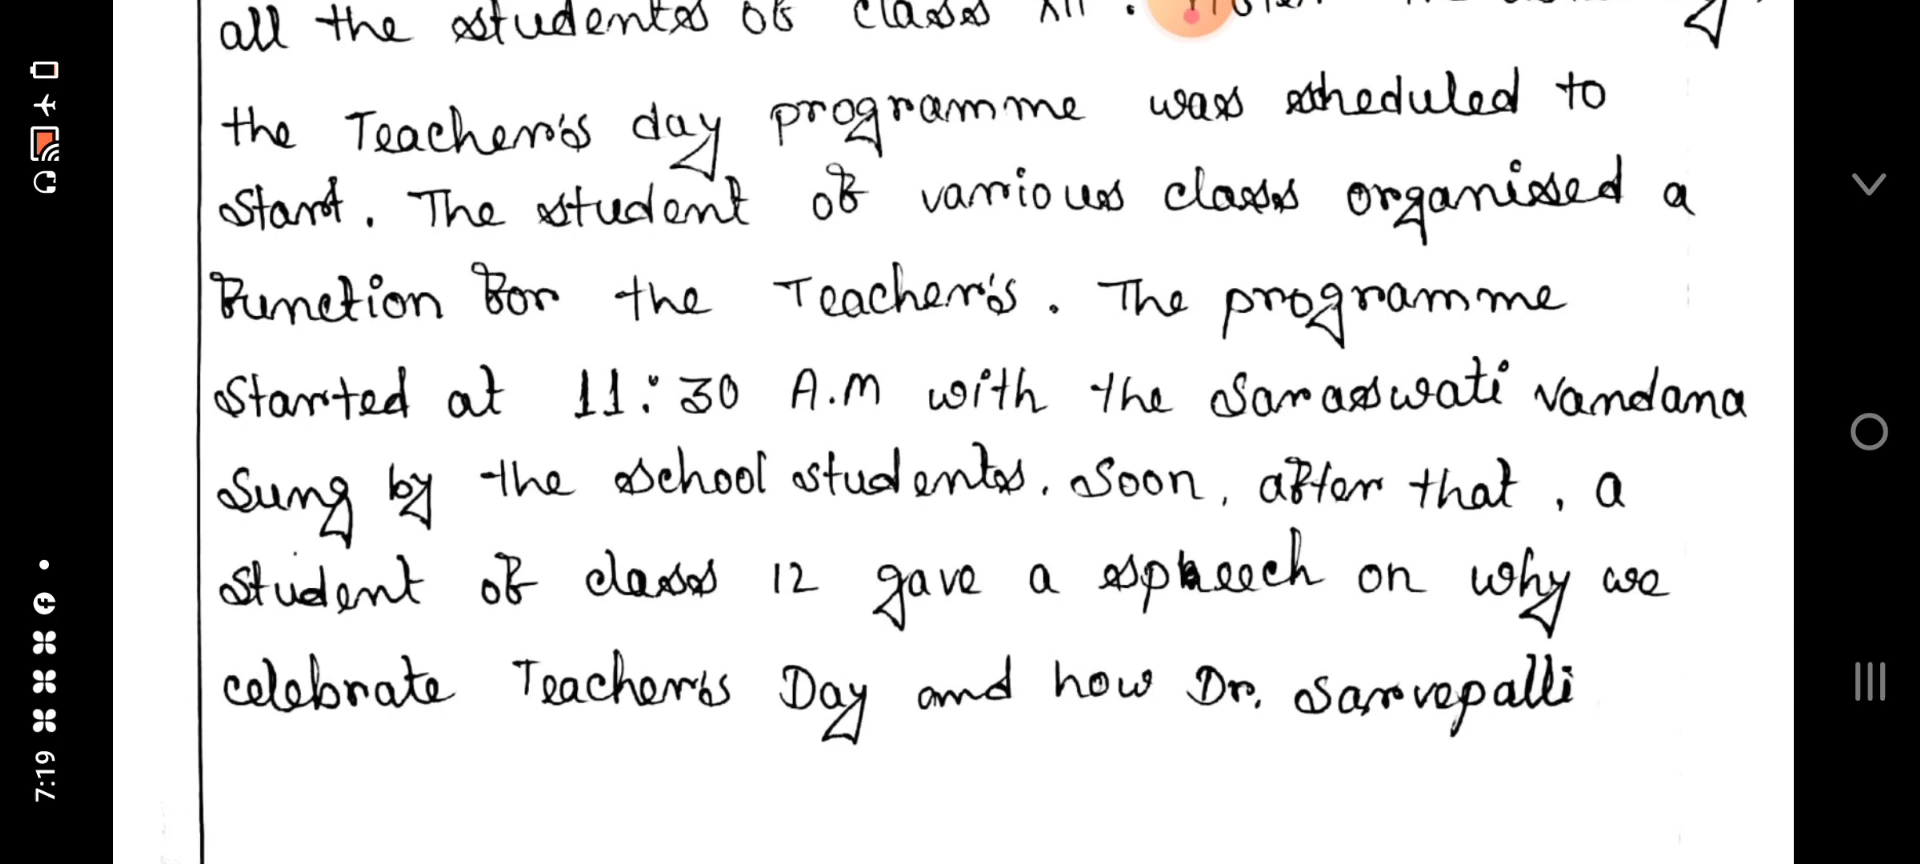 all the students of class XII.
the Teacher's day programme was scheduled to
start. The student of various class organised a
function for the Teacher's. The programme
started at 11:30 A.M with the Saraswati vandana
sung by the school students. Soon, after that, a
student of class 12 gave a speech on why we
celebrate Teacher's Day and how Dr. Sarvepalli
7:19